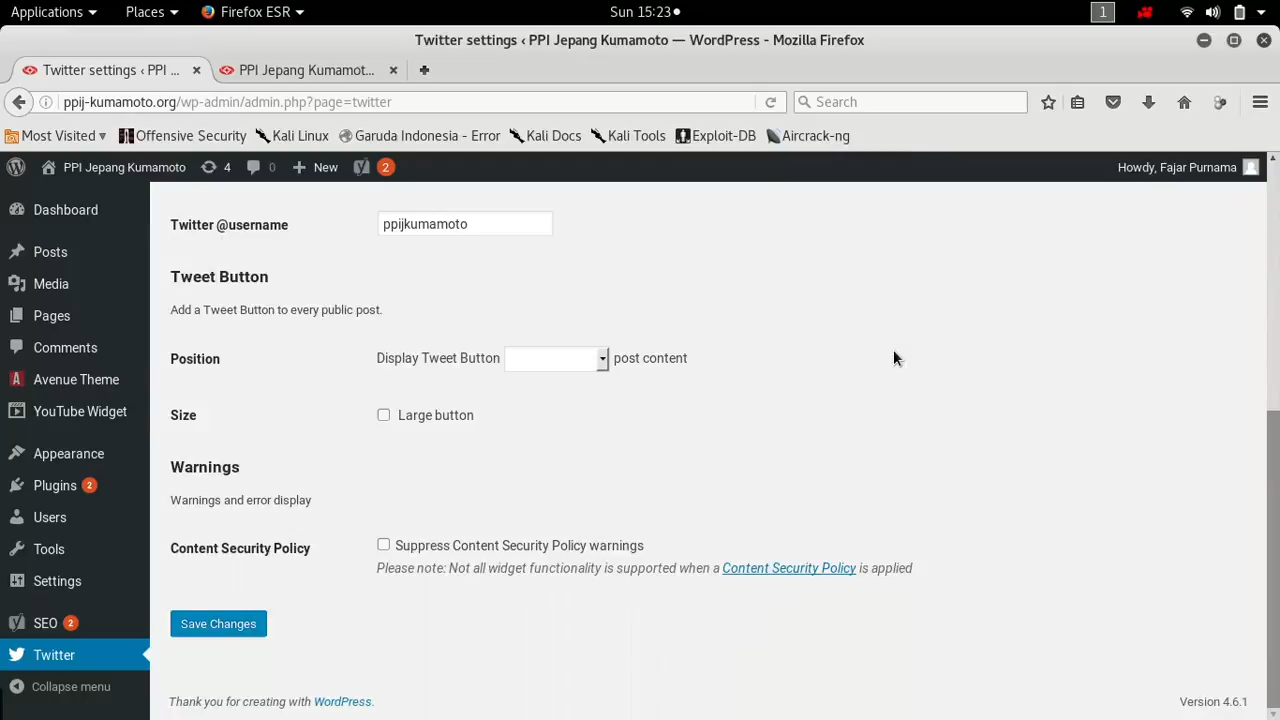 Applications Places Firefox ESR Sun 15:23 1
Twitter settings ‹ PPI Jepang Kumamoto — WordPress - Mozilla Firefox
Twitter settings ‹ PPI ... PPI Jepang Kumamot...
ppij-kumamoto.org/wp-admin/admin.php?page=twitter Search
Most Visited Offensive Security Kali Linux Garuda Indonesia - Error Kali Docs Kali Tools Exploit-DB Aircrack-ng
PPI Jepang Kumamoto 4 0 New 2 Howdy, Fajar Purnama
Dashboard
Posts
Media
Pages
Comments
Avenue Theme
YouTube Widget
Appearance
Plugins 2
Users
Tools
Settings
SEO 2
Twitter
Collapse menu
Twitter @username ppijkumamoto
Tweet Button
Add a Tweet Button to every public post.
Position Display Tweet Button post content
Size Large button
Warnings
Warnings and error display
Content Security Policy Suppress Content Security Policy warnings
Please note: Not all widget functionality is supported when a Content Security Policy is applied
Save Changes
Thank you for creating with WordPress. Version 4.6.1